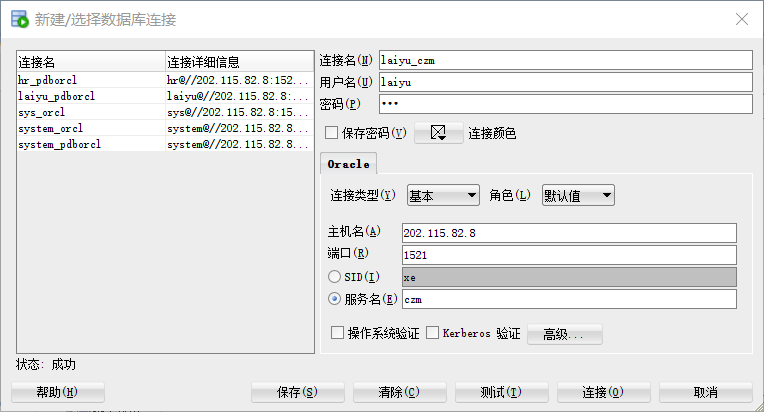 新建/选择数据库连接
连接名 连接详细信息
hr_pdborcl hr@//202.115.82.8:152...
laiyu_pdborcl laiyu@//202.115.82.8:...
sys_orcl sys@//202.115.82.8:15...
system_orcl system@//202.115.82.8...
system_pdborcl system@//202.115.82.8...
连接名(N) laiyu_czm
用户名(U) laiyu
密码(P) •••
保存密码(V) 连接颜色
Oracle
连接类型(Y) 基本 角色(L) 默认值
主机名(A) 202.115.82.8
端口(R) 1521
SID(I) xe
服务名(E) czm
操作系统验证 Kerberos 验证 高级...
状态: 成功
帮助(H) 保存(S) 清除(C) 测试(T) 连接(O) 取消